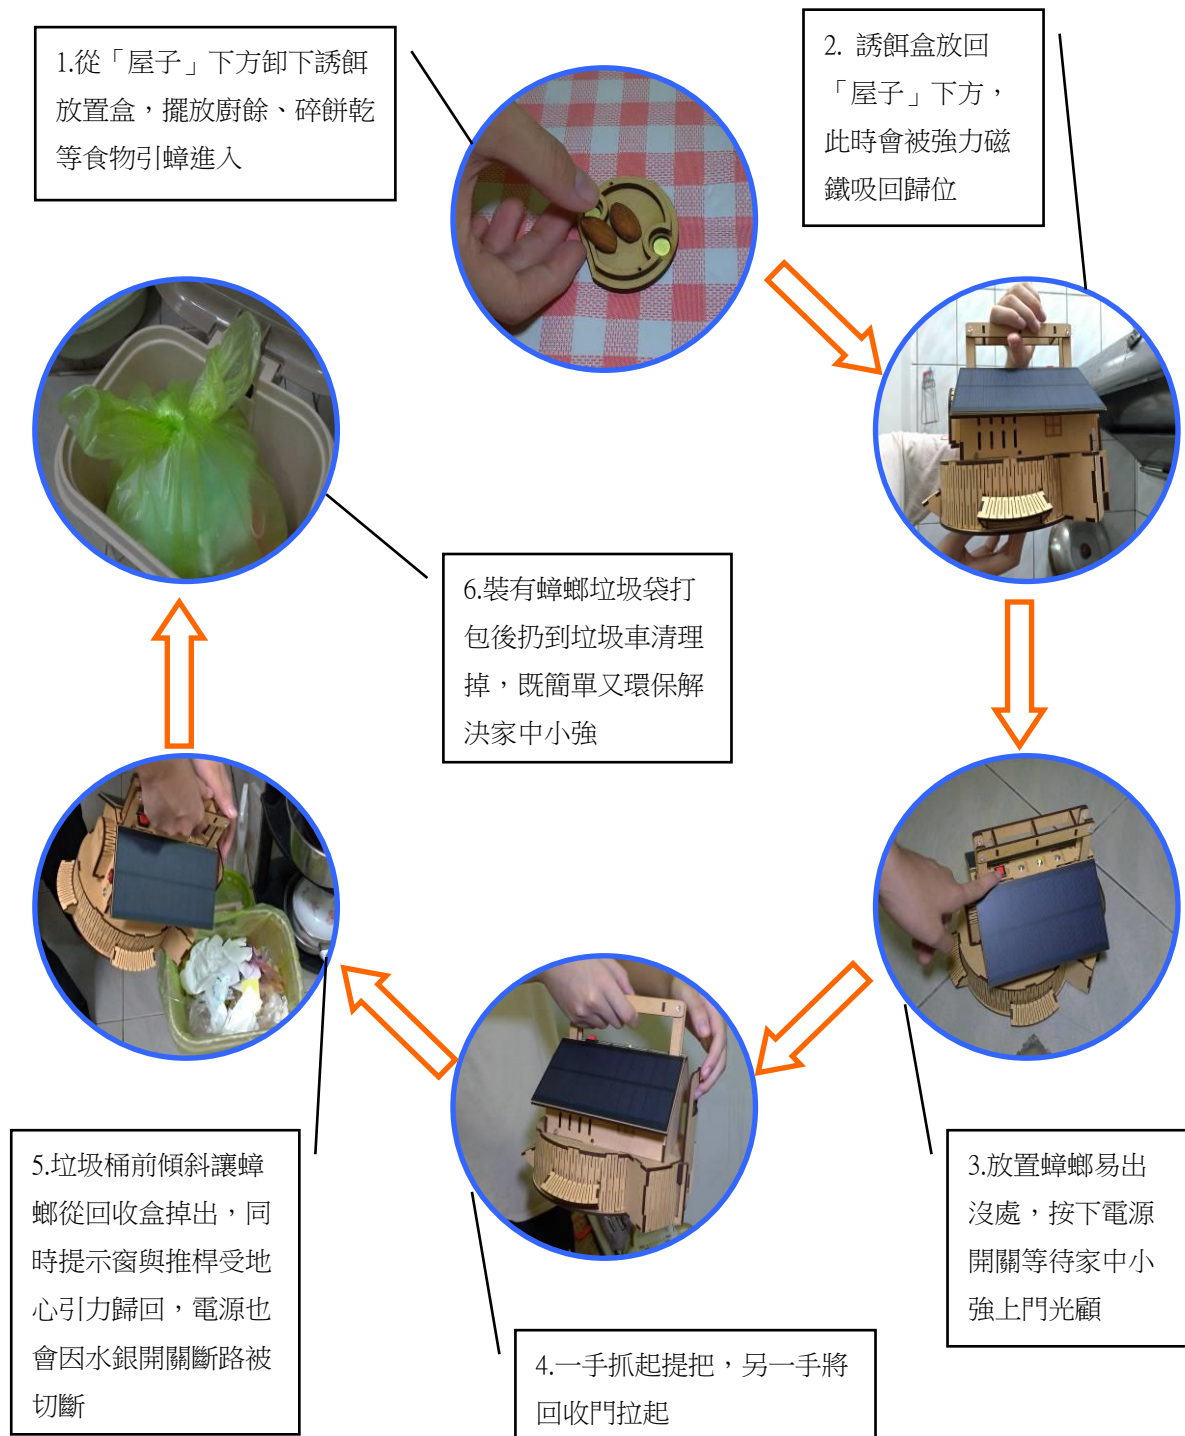 1.從「屋子」下方卸下誘餌
放置盒，擺放廚餘、碎餅乾
等食物引蟑進入
2. 誘餌盒放回
「屋子」下方，
此時會被強力磁
鐵吸回歸位
3.放置蟑螂易出
沒處，按下電源
開關等待家中小
強上門光顧
4.一手抓起提把，另一手將
回收門拉起
5.垃圾桶前傾斜讓蟑
螂從回收盒掉出，同
時提示窗與推桿受地
心引力歸回，電源也
會因水銀開關斷路被
切斷
6.裝有蟑螂垃圾袋打
包後扔到垃圾車清理
掉，既簡單又環保解
決家中小強